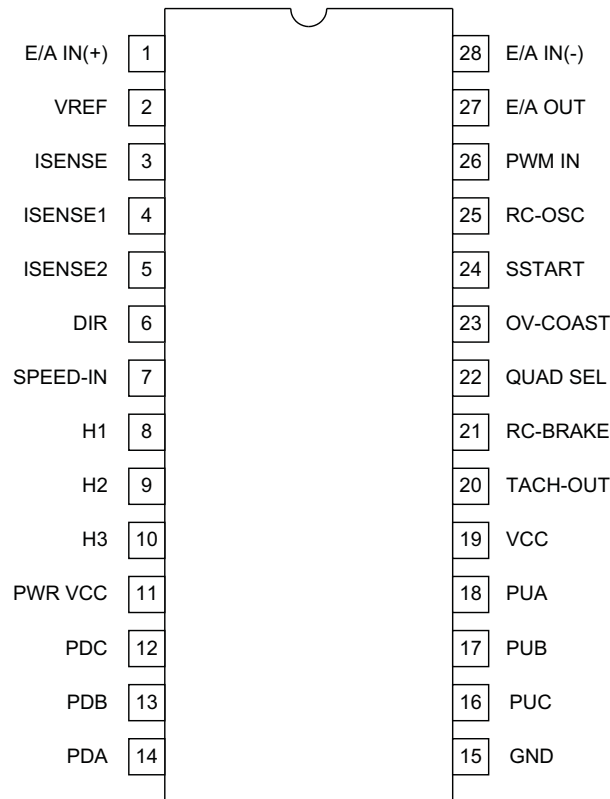 E/A IN(+) 1 28 E/A IN(-)
VREF 2 27 E/A OUT
ISENSE 3 26 PWM IN
ISENSE1 4 25 RC-OSC
ISENSE2 5 24 SSTART
DIR 6 23 OV-COAST
SPEED-IN 7 22 QUAD SEL
H1 8 21 RC-BRAKE
H2 9 20 TACH-OUT
H3 10 19 VCC
PWR VCC 11 18 PUA
PDC 12 17 PUB
PDB 13 16 PUC
PDA 14 15 GND